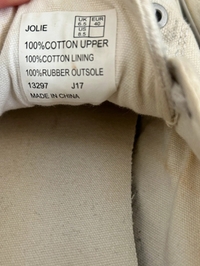 JOLIE
UK EUR
6.5 40
US
8.5
100%COTTON UPPER
100%COTTON LINING
100%RUBBER OUTSOLE
13297 J17
MADE IN CHINA